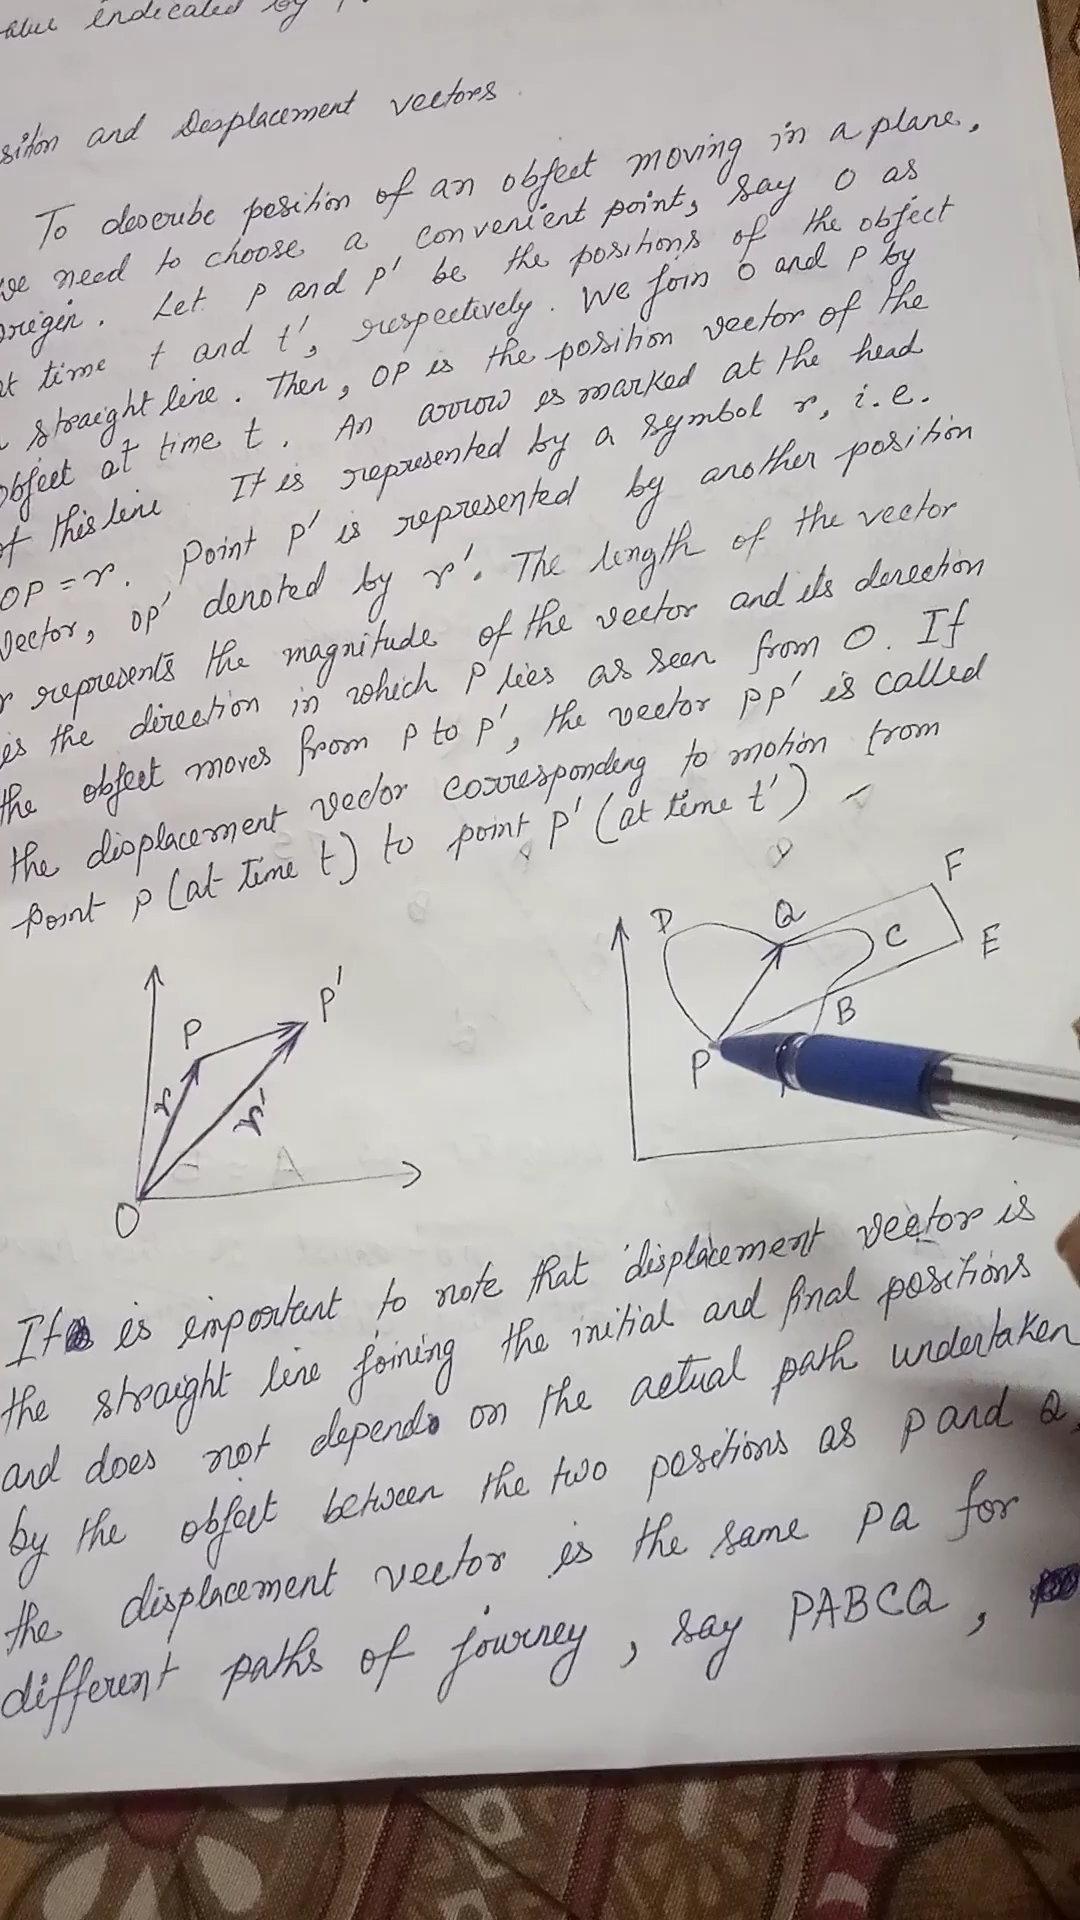 value indicated by
sition and Desplacement vectors
To describe position of an object moving in a plane,
we need to choose a convenient point, say O as
origin. Let P and P' be the positions of the object
at time t and t', respectively. We join O and P by
straight line. Then, OP is the position vector of the
object at time t. An arrow is marked at the head
of this line It is represented by a symbol r, i.e.
OP = r. Point P' is represented by another position
vector, OP' denoted by r'. The length of the vector
r represents the magnitude of the vector and its derection
is the direction in which P lies as seen from O. If
the object moves from P to P', the vector PP' is called
the displacement vector corresponding to motion from
point P (at time t) to point P' (at time t')
P
P'
r
r'
O
D
Q
F
C
E
B
P
It is important to note that displacement vector is
the straight line joining the initial and final positions
and does not depend on the actual path undertaken
by the object between the two positions as P and Q,
the displacement vector is the same PQ for
different paths of journey, say PABCQ,